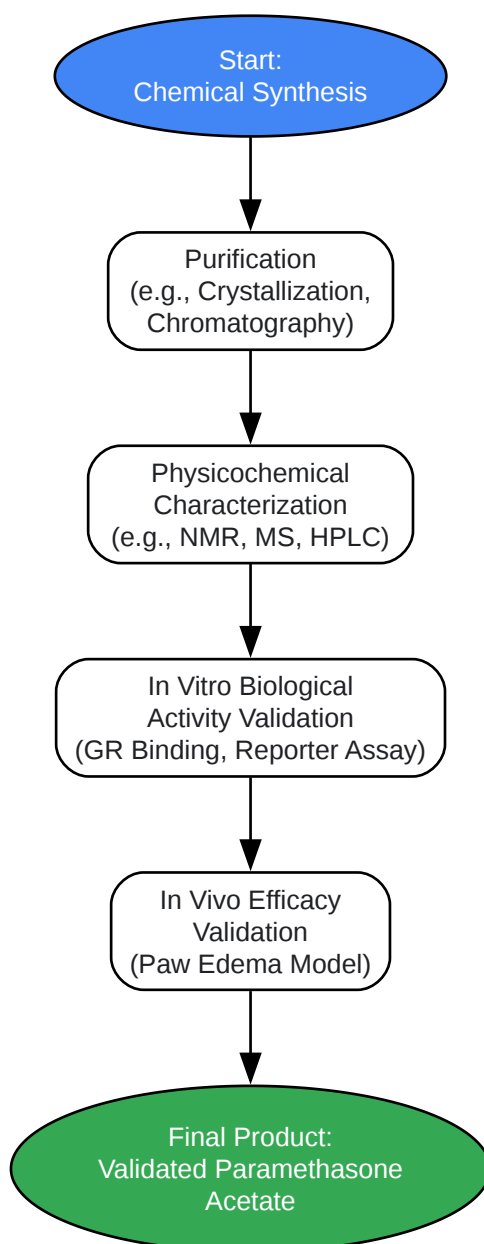 Start:
Chemical Synthesis
Purification
(e.g., Crystallization,
Chromatography)
Physicochemical
Characterization
(e.g., NMR, MS, HPLC)
In Vitro Biological
Activity Validation
(GR Binding, Reporter Assay)
In Vivo Efficacy
Validation
(Paw Edema Model)
Final Product:
Validated Paramethasone
Acetate